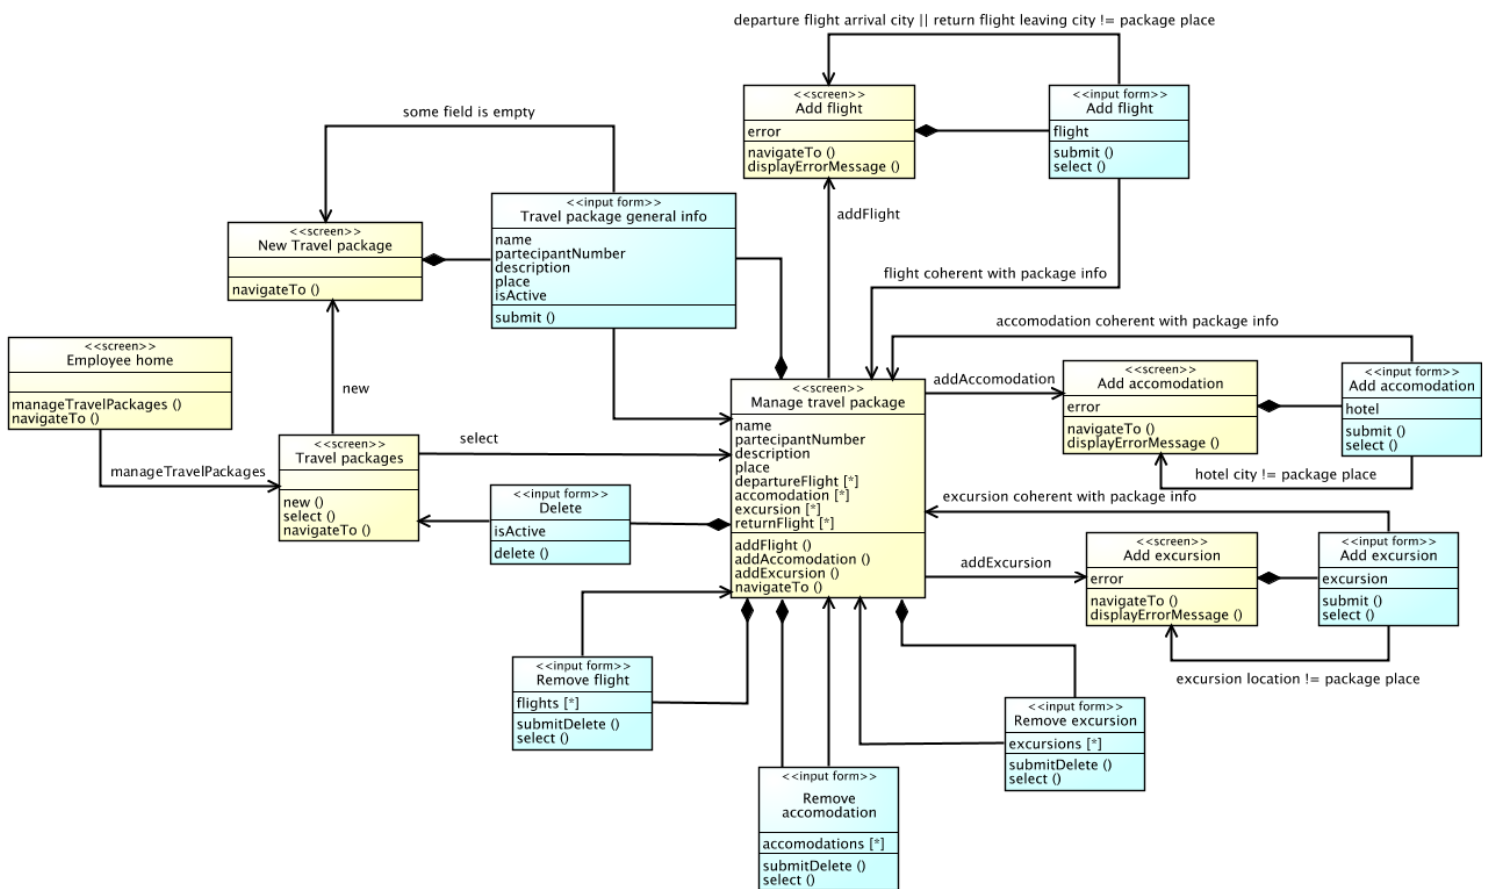 departure flight arrival city || return flight leaving city != package place
<<screen>>
Add flight
error
navigateTo ()
displayErrorMessage ()
<<input form>>
Add flight
flight
submit ()
select ()
some field is empty
<<input form>>
Travel package general info
name
partecipantNumber
description
place
isActive
submit ()
<<screen>>
New Travel package
navigateTo ()
addFlight
flight coherent with package info
accomodation coherent with package info
<<screen>>
Employee home
manageTravelPackages ()
navigateTo ()
new
manageTravelPackages
<<screen>>
Travel packages
new ()
select ()
navigateTo ()
select
<<screen>>
Manage travel package
name
partecipantNumber
description
place
departureFlight [*]
accomodation [*]
excursion [*]
returnFlight [*]
addFlight ()
addAccomodation ()
addExcursion ()
navigateTo ()
addAccomodation
<<screen>>
Add accomodation
error
navigateTo ()
displayErrorMessage ()
<<input form>>
Add accomodation
hotel
submit ()
select ()
hotel city != package place
<<input form>>
Delete
isActive
delete ()
excursion coherent with package info
addExcursion
<<screen>>
Add excursion
error
navigateTo ()
displayErrorMessage ()
<<input form>>
Add excursion
excursion
submit ()
select ()
excursion location != package place
<<input form>>
Remove flight
flights [*]
submitDelete ()
select ()
<<input form>>
Remove excursion
excursions [*]
submitDelete ()
select ()
<<input form>>
Remove
accomodation
accomodations [*]
submitDelete ()
select ()